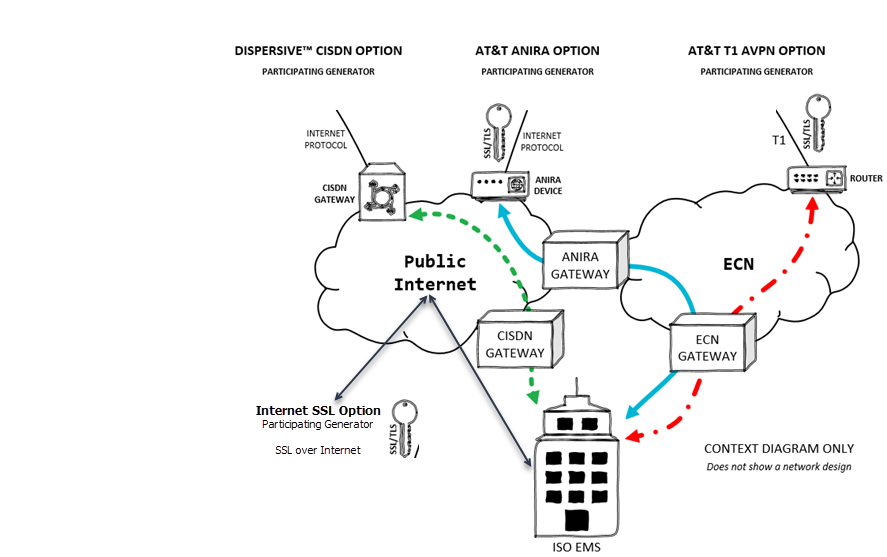 DISPERSIVE™ CISDN OPTION
PARTICIPATING GENERATOR
AT&T ANIRA OPTION
PARTICIPATING GENERATOR
AT&T T1 AVPN OPTION
PARTICIPATING GENERATOR
INTERNET
PROTOCOL
SSL/TLS
INTERNET
PROTOCOL
T1
SSL/TLS
CISDN
GATEWAY
ANIRA
DEVICE
ROUTER
Public
Internet
ANIRA
GATEWAY
ECN
CISDN
GATEWAY
ECN
GATEWAY
Internet SSL Option
Participating Generator
SSL over Internet
SSL/TLS
CONTEXT DIAGRAM ONLY
Does not show a network design
ISO EMS